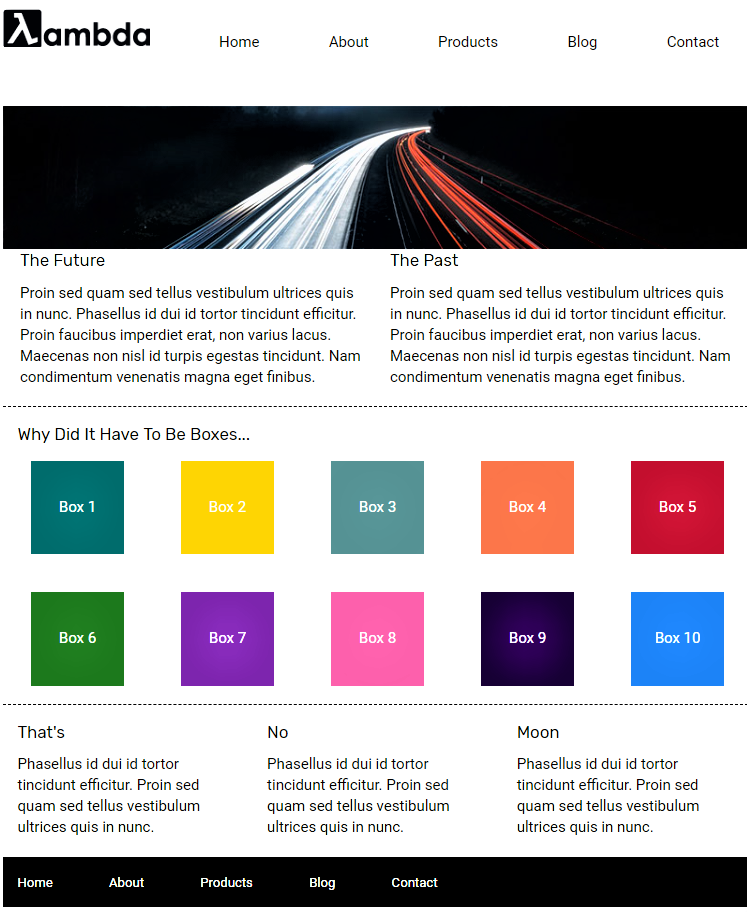 λambda
Home About Products Blog Contact
The Future
Proin sed quam sed tellus vestibulum ultrices quis
in nunc. Phasellus id dui id tortor tincidunt efficitur.
Proin faucibus imperdiet erat, non varius lacus.
Maecenas non nisl id turpis egestas tincidunt. Nam
condimentum venenatis magna eget finibus.
The Past
Proin sed quam sed tellus vestibulum ultrices quis
in nunc. Phasellus id dui id tortor tincidunt efficitur.
Proin faucibus imperdiet erat, non varius lacus.
Maecenas non nisl id turpis egestas tincidunt. Nam
condimentum venenatis magna eget finibus.
Why Did It Have To Be Boxes...
Box 1 Box 2 Box 3 Box 4 Box 5
Box 6 Box 7 Box 8 Box 9 Box 10
That's
Phasellus id dui id tortor
tincidunt efficitur. Proin sed
quam sed tellus vestibulum
ultrices quis in nunc.
No
Phasellus id dui id tortor
tincidunt efficitur. Proin sed
quam sed tellus vestibulum
ultrices quis in nunc.
Moon
Phasellus id dui id tortor
tincidunt efficitur. Proin sed
quam sed tellus vestibulum
ultrices quis in nunc.
Home About Products Blog Contact